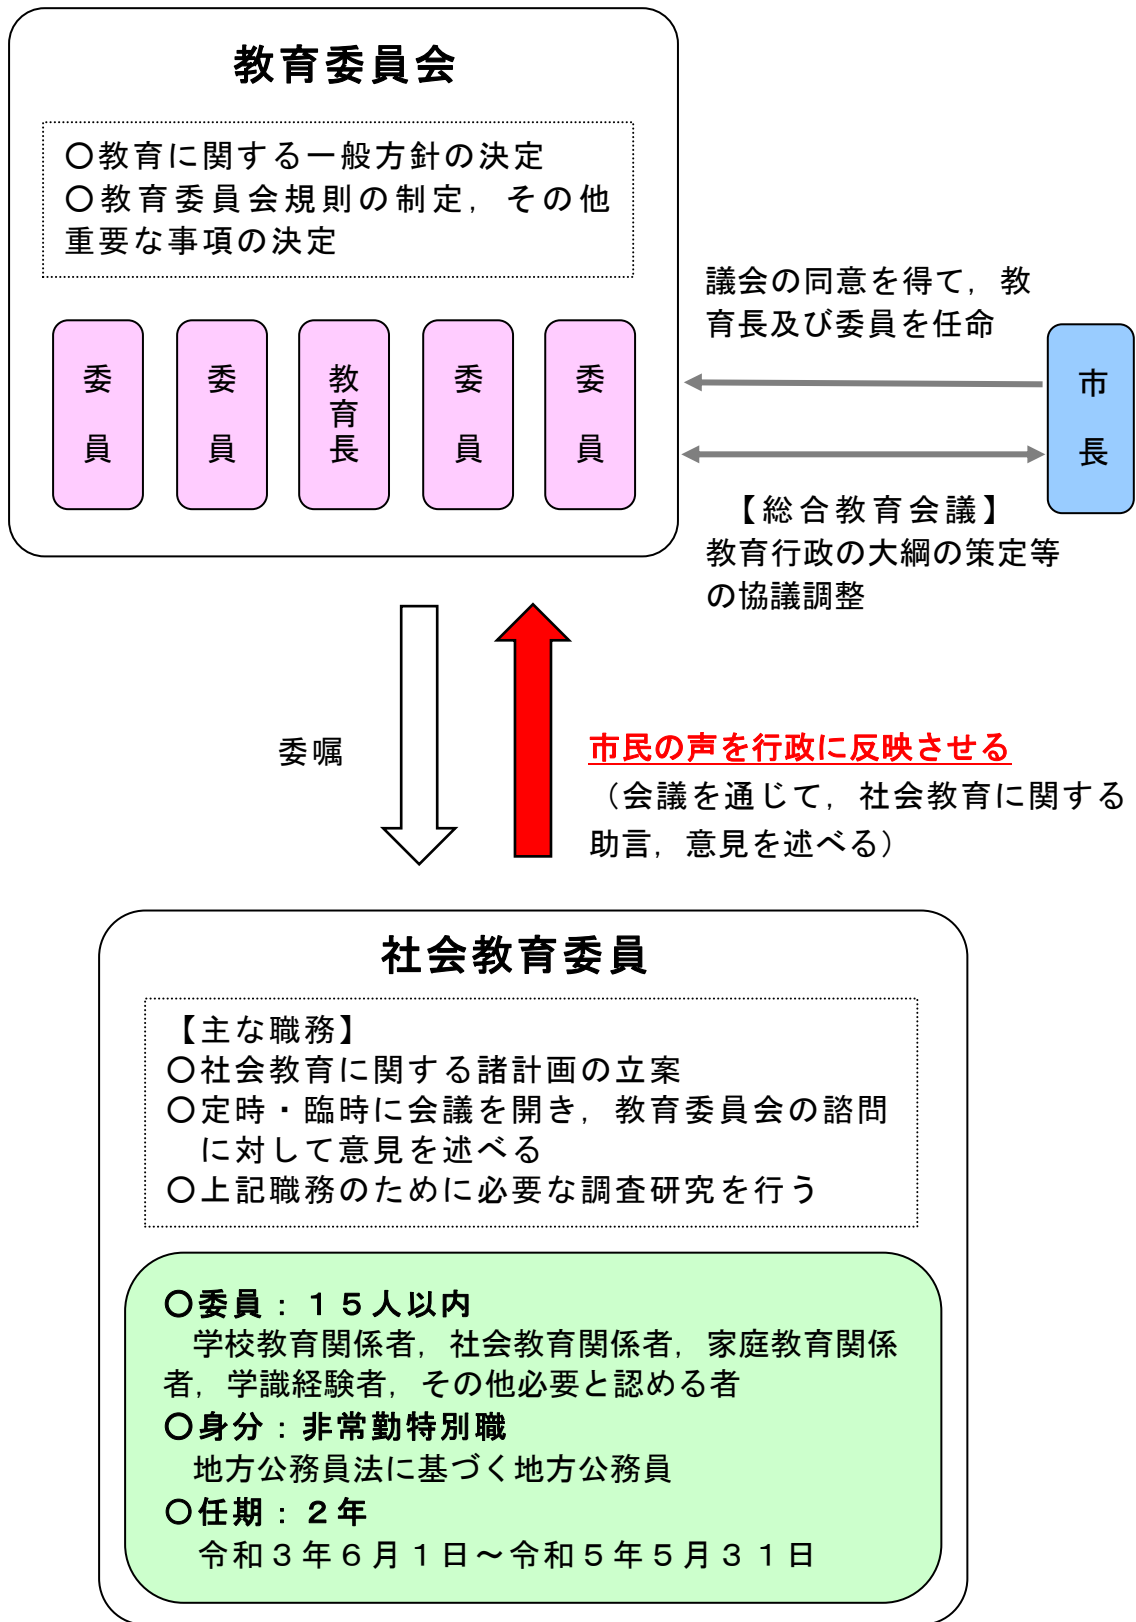 教育委員会
〇教育に関する一般方針の決定
〇教育委員会規則の制定，その他
重要な事項の決定
委員
委員
教育長
委員
委員
議会の同意を得て，教
育長及び委員を任命
市長
【総合教育会議】
教育行政の大綱の策定等
の協議調整
委嘱
市民の声を行政に反映させる
（会議を通じて，社会教育に関する
助言，意見を述べる）
社会教育委員
【主な職務】
〇社会教育に関する諸計画の立案
〇定時・臨時に会議を開き，教育委員会の諮問
に対して意見を述べる
〇上記職務のために必要な調査研究を行う
〇委員：１５人以内
学校教育関係者，社会教育関係者，家庭教育関係
者，学識経験者，その他必要と認める者
〇身分：非常勤特別職
地方公務員法に基づく地方公務員
〇任期：２年
令和３年６月１日～令和５年５月３１日